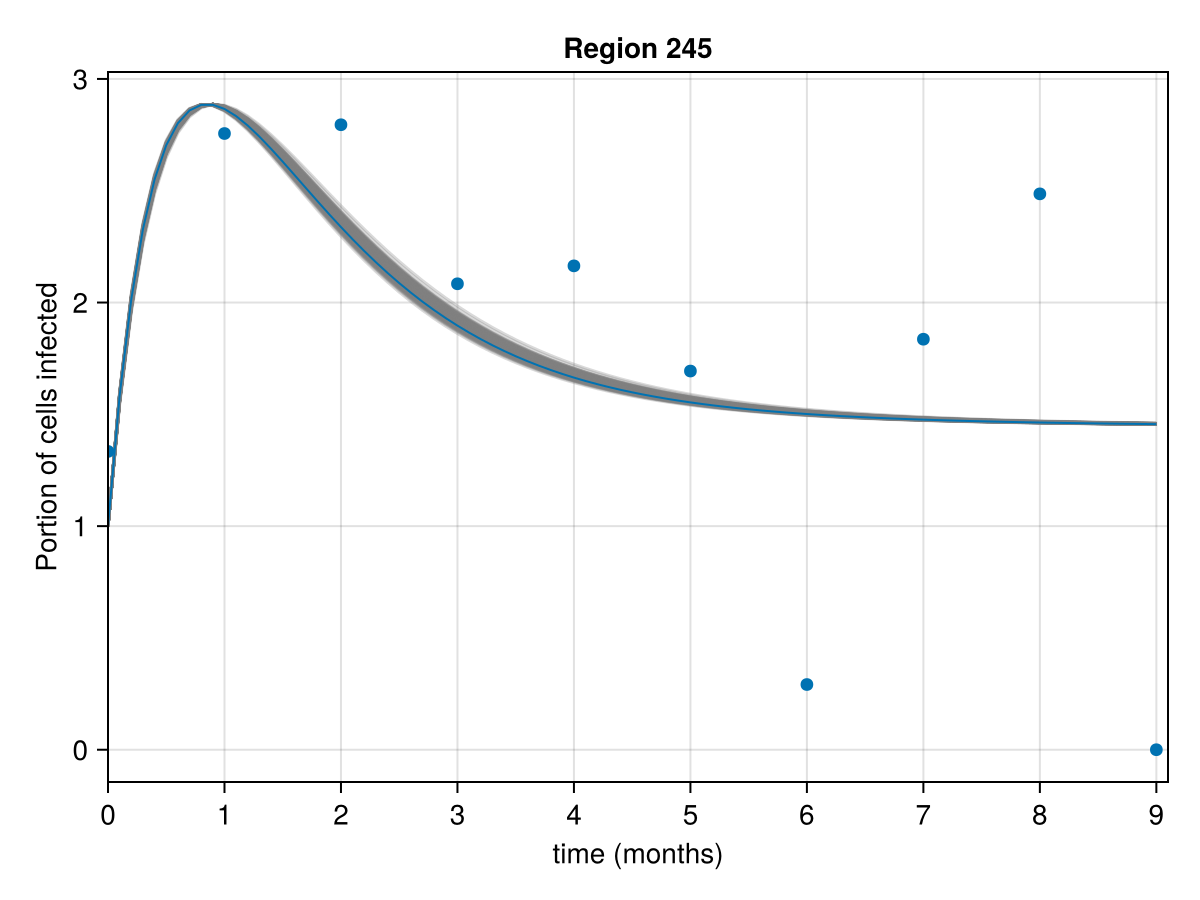 Region 245
3
2
1
0
Portion of cells infected
0 1 2 3 4 5 6 7 8 9
time (months)